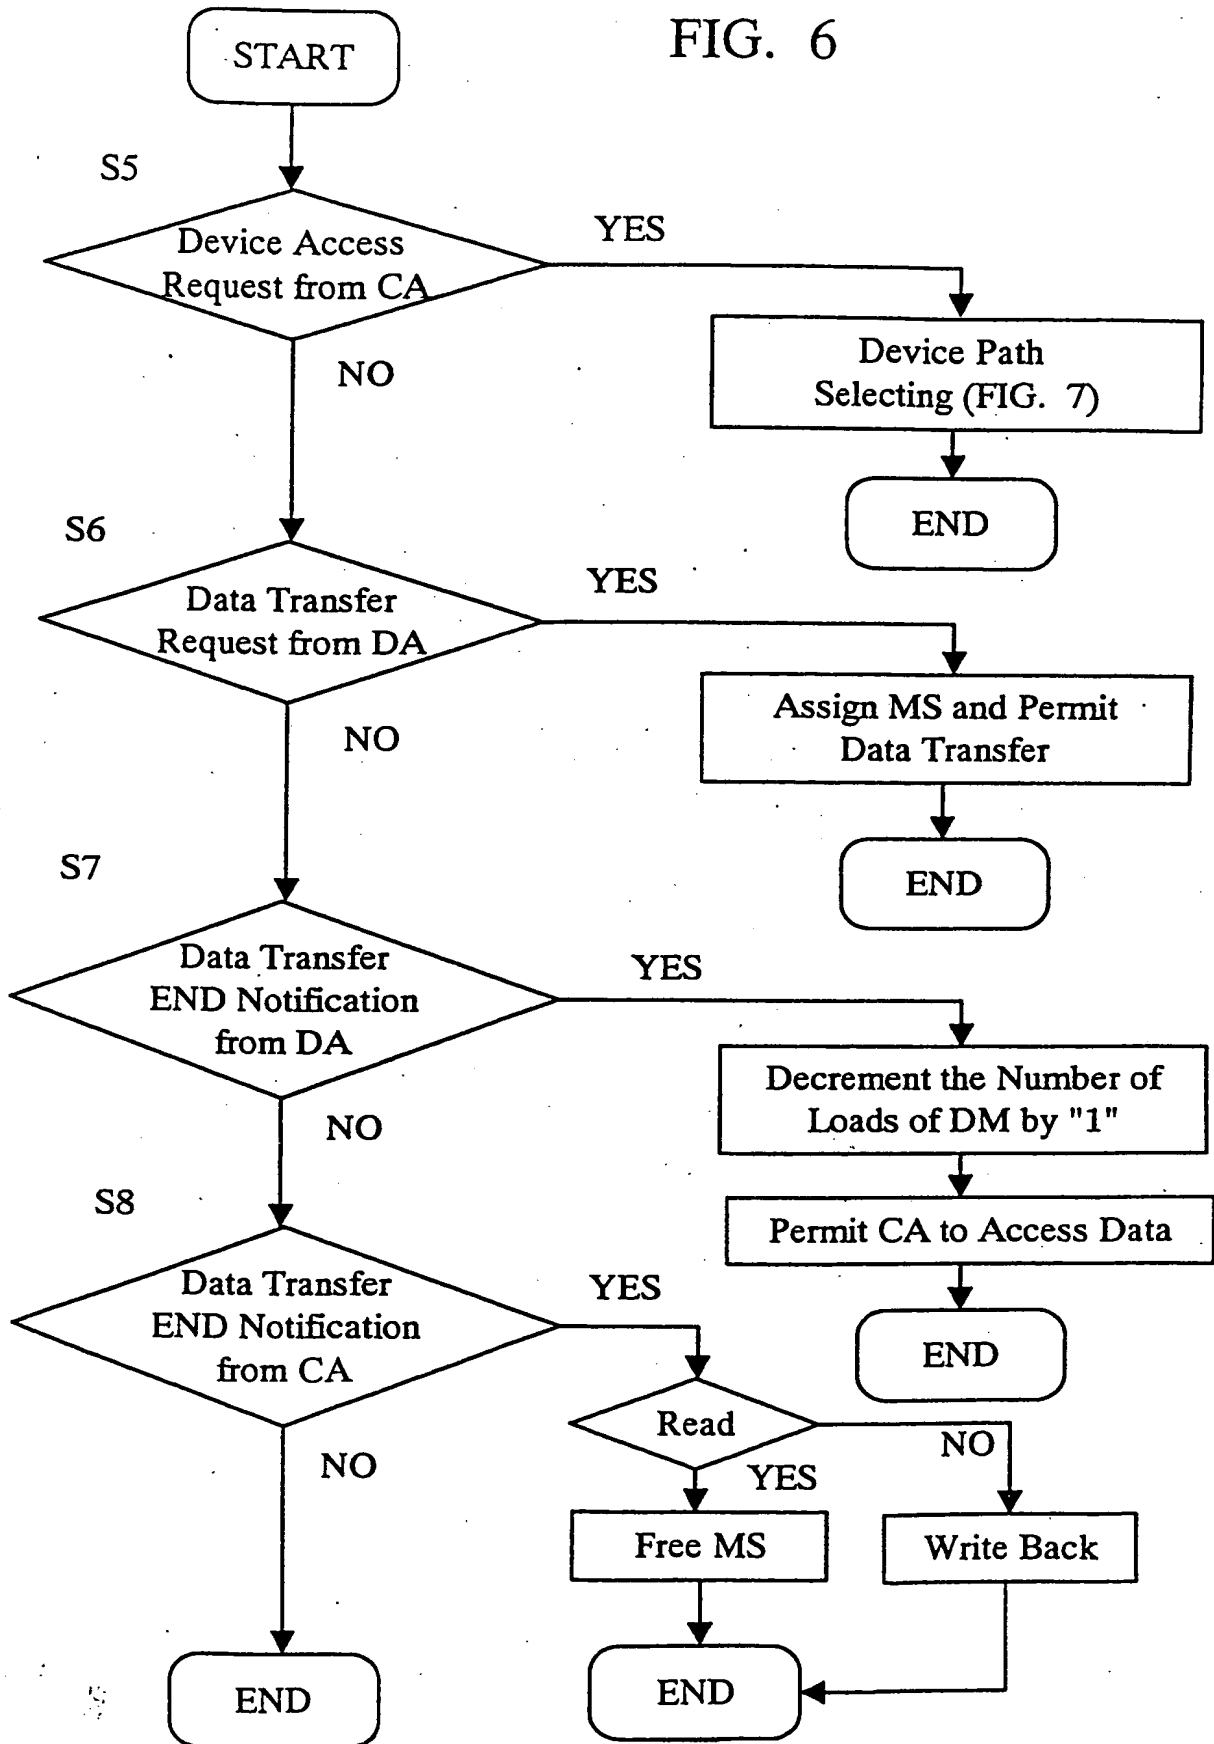 FIG. 6
START
S5
Device Access
Request from CA
YES
NO
Device Path
Selecting (FIG. 7)
END
S6
Data Transfer
Request from DA
YES
NO
Assign MS and Permit
Data Transfer
END
S7
Data Transfer
END Notification
from DA
YES
NO
Decrement the Number of
Loads of DM by "1"
Permit CA to Access Data
END
S8
Data Transfer
END Notification
from CA
YES
NO
Read
NO
YES
Free MS
Write Back
END
END